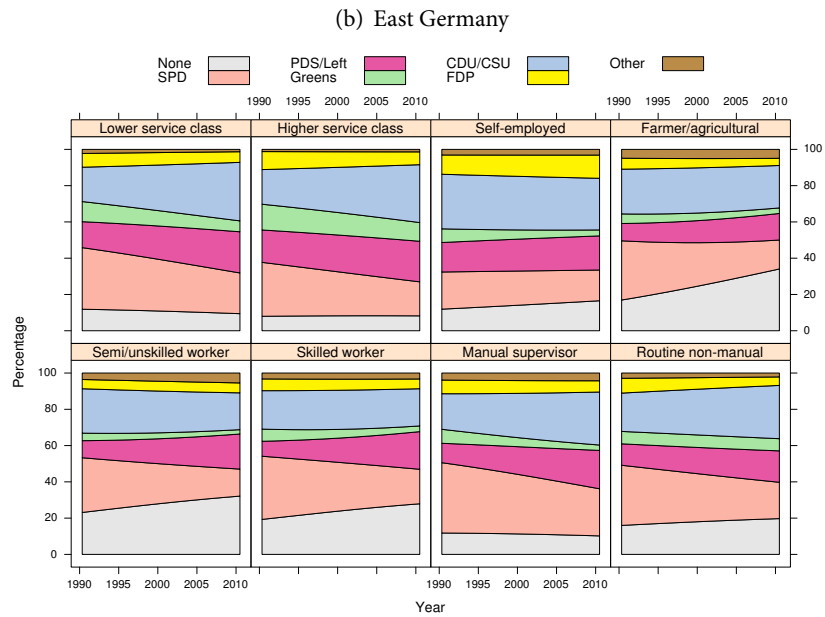 (b) East Germany
None PDS/Left CDU/CSU Other
SPD Greens FDP
1990 1995 2000 2005 2010 1990 1995 2000 2005 2010
Lower service class Higher service class Self-employed Farmer/agricultural
100
80
60
40
20
0
Percentage
Semi/unskilled worker Skilled worker Manual supervisor Routine non-manual
100
80
60
40
20
0
1990 1995 2000 2005 2010 1990 1995 2000 2005 2010
Year